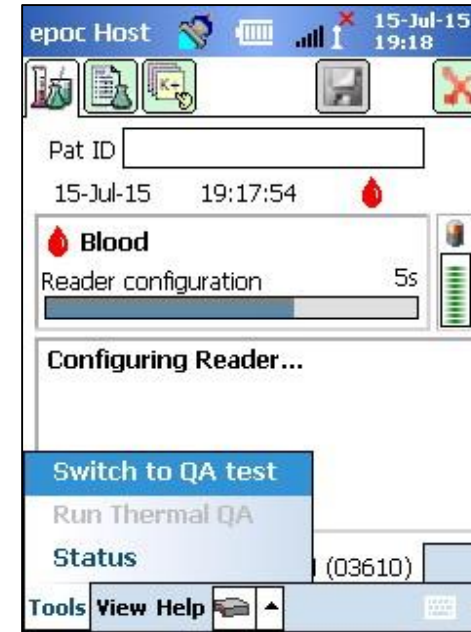 epoc Host 15-Jul-15
19:18
K+
Pat ID
15-Jul-15 19:17:54
Blood
Reader configuration 5s
Configuring Reader...
Switch to QA test
Run Thermal QA
Status
(03610)
Tools View Help